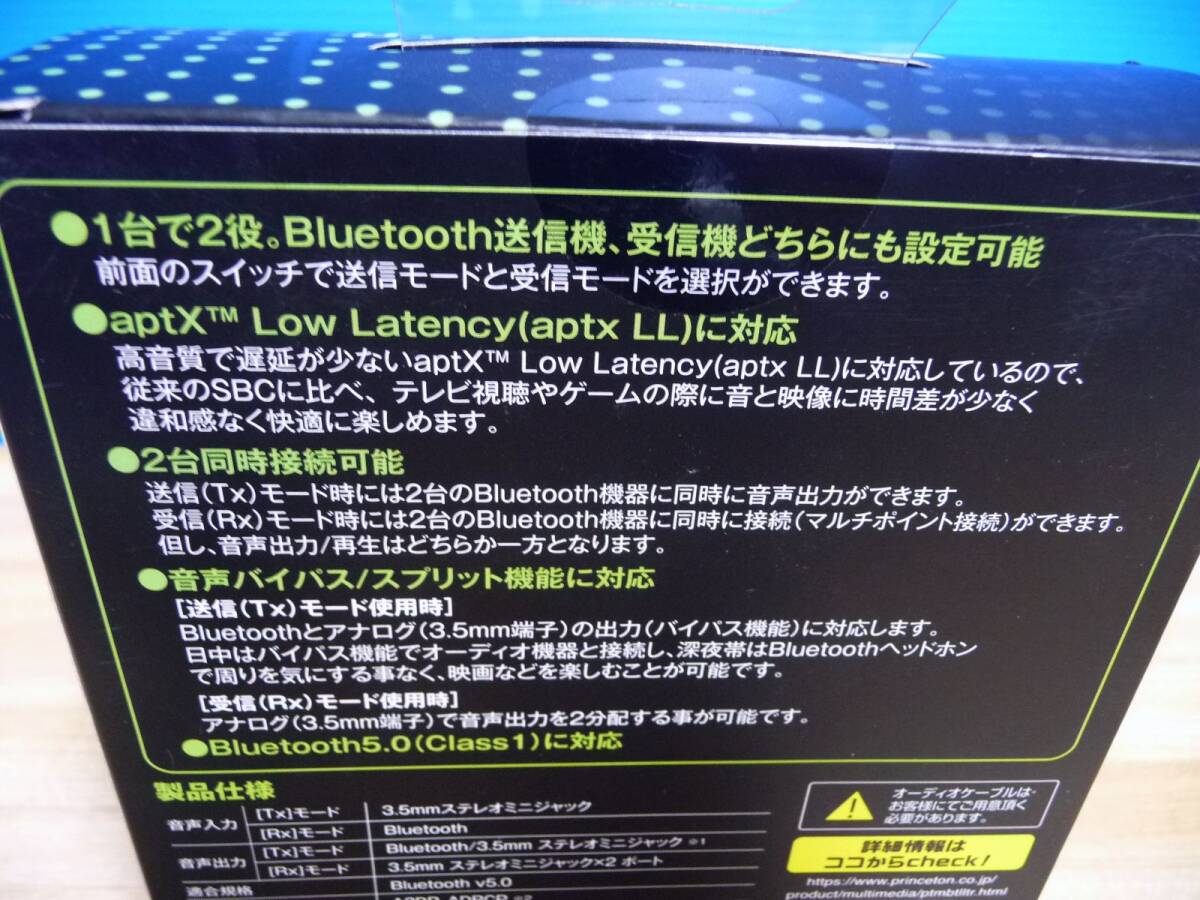 ●1台で2役。Bluetooth送信機、受信機どちらにも設定可能
前面のスイッチで送信モードと受信モードを選択ができます。
●aptX™ Low Latency(aptx LL)に対応
高音質で遅延が少ないaptX™ Low Latency(aptx LL)に対応しているので、
従来のSBCに比べ、テレビ視聴やゲームの際に音と映像に時間差が少なく
違和感なく快適に楽しめます。
●2台同時接続可能
送信(Tx)モード時には2台のBluetooth機器に同時に音声出力ができます。
受信(Rx)モード時には2台のBluetooth機器に同時に接続(マルチポイント接続)ができます。
但し、音声出力/再生はどちらか一方となります。
●音声バイパス/スプリット機能に対応
[送信(Tx)モード使用時]
Bluetoothとアナログ(3.5mm端子)の出力(バイパス機能)に対応します。
日中はバイパス機能でオーディオ機器と接続し、深夜帯はBluetoothヘッドホン
で周りを気にする事なく、映画などを楽しむことが可能です。
[受信(Rx)モード使用時]
アナログ(3.5mm端子)で音声出力を2分配する事が可能です。
●Bluetooth5.0(Class1)に対応
製品仕様
音声入力 [Tx]モード 3.5mmステレオミニジャック
[Rx]モード Bluetooth
音声出力 [Tx]モード Bluetooth/3.5mm ステレオミニジャック ※1
[Rx]モード 3.5mm ステレオミニジャック×2 ポート
適合規格 Bluetooth v5.0
オーディオケーブルは、
お客様にてご用意頂く
必要があります。
詳細情報は
ココからcheck!
https://www.princeton.co.jp/
product/multimedia/ptmbtlltr.html